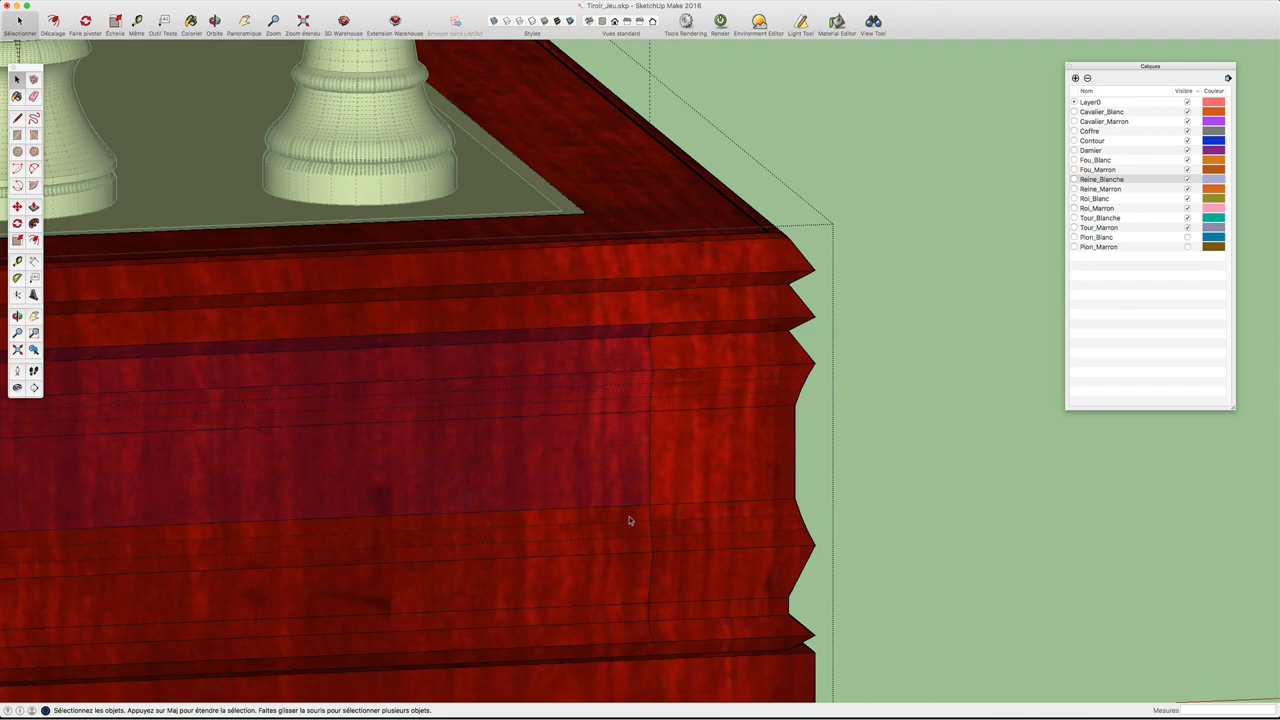 Tiroir_Jeu.skp - SketchUp Make 2016
Sélectionner
Décalage
Faire pivoter
Échelle
Mètre
Outil Texte
Colorier
Orbite
Panoramique
Zoom
Zoom étendu
3D Warehouse
Extension Warehouse
Envoyer dans LayOut
Styles
Vues standard
Tools Rendering
Render
Environment Editor
Light Tool
Material Editor
View Tool
Calques
Nom Visible Couleur
Layer0
Cavalier_Blanc
Cavalier_Marron
Coffre
Contour
Damier
Fou_Blanc
Fou_Marron
Reine_Blanche
Reine_Marron
Roi_Blanc
Roi_Marron
Tour_Blanche
Tour_Marron
Pion_Blanc
Pion_Marron
Sélectionnez les objets. Appuyez sur Maj pour étendre la sélection. Faites glisser la souris pour sélectionner plusieurs objets.
Mesures